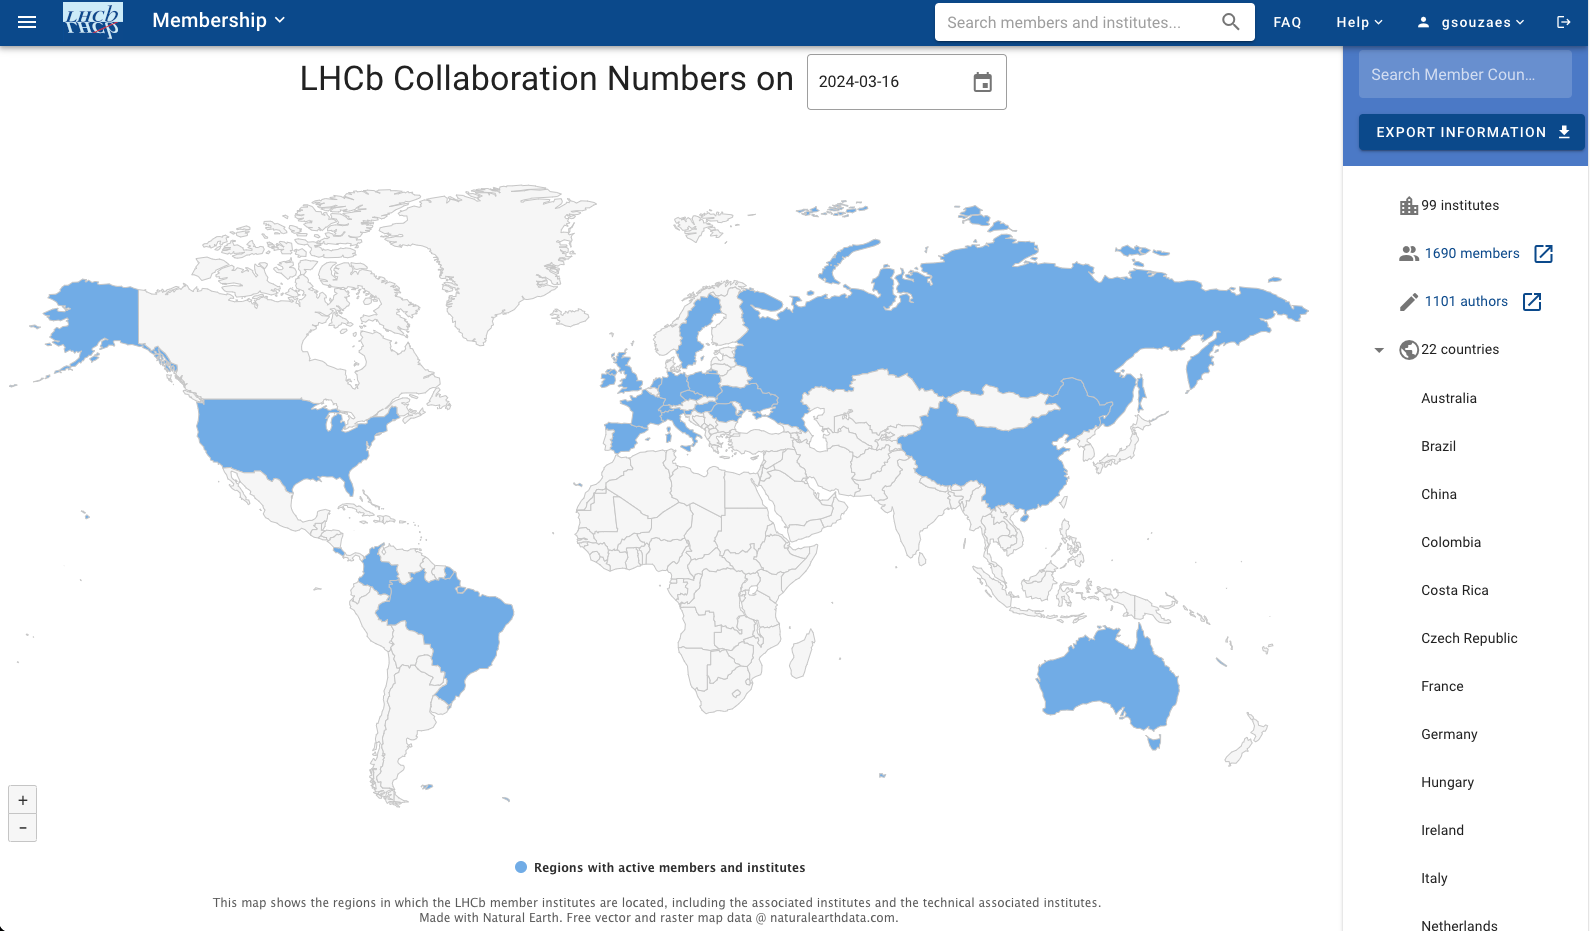 LHCb
Membership
Search members and institutes...
FAQ
Help
gsouzaes
LHCb Collaboration Numbers on
2024-03-16
Search Member Coun...
EXPORT INFORMATION
99 institutes
1690 members
1101 authors
22 countries
Australia
Brazil
China
Colombia
Costa Rica
Czech Republic
France
Germany
Hungary
Ireland
Italy
Netherlands
+
-
Regions with active members and institutes
This map shows the regions in which the LHCb member institutes are located, including the associated institutes and the technical associated institutes.
Made with Natural Earth. Free vector and raster map data @ naturalearthdata.com.